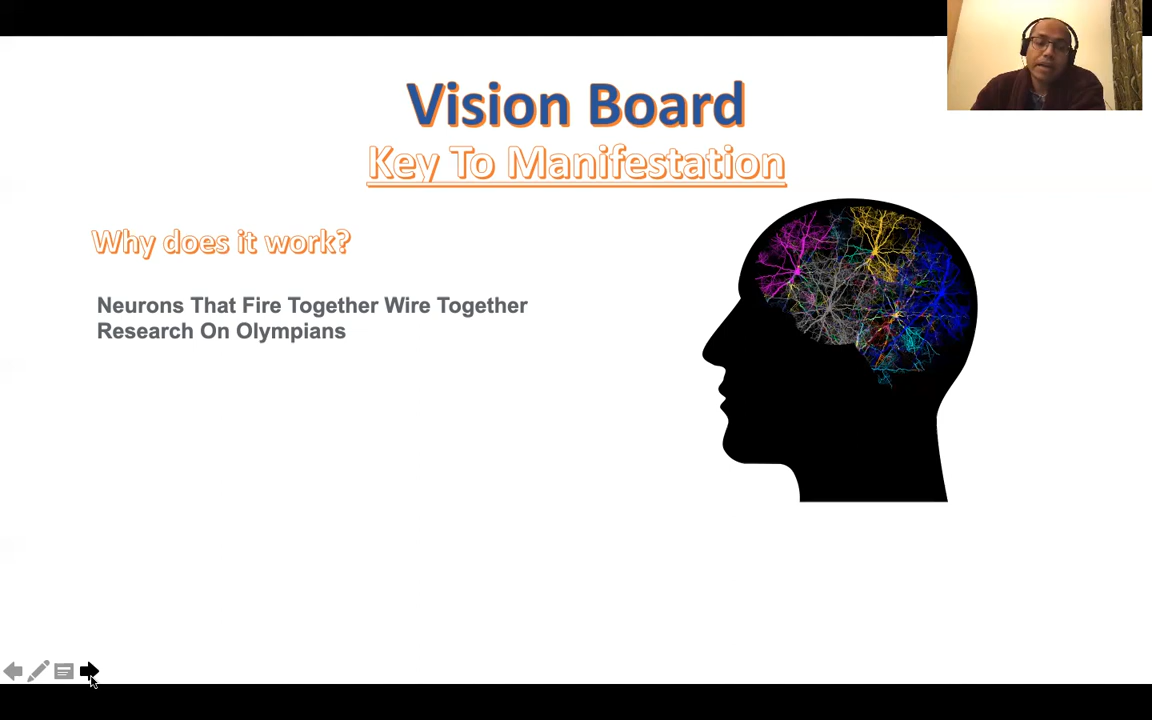 Vision Board
Key To Manifestation
Why does it work?
Neurons That Fire Together Wire Together
Research On Olympians